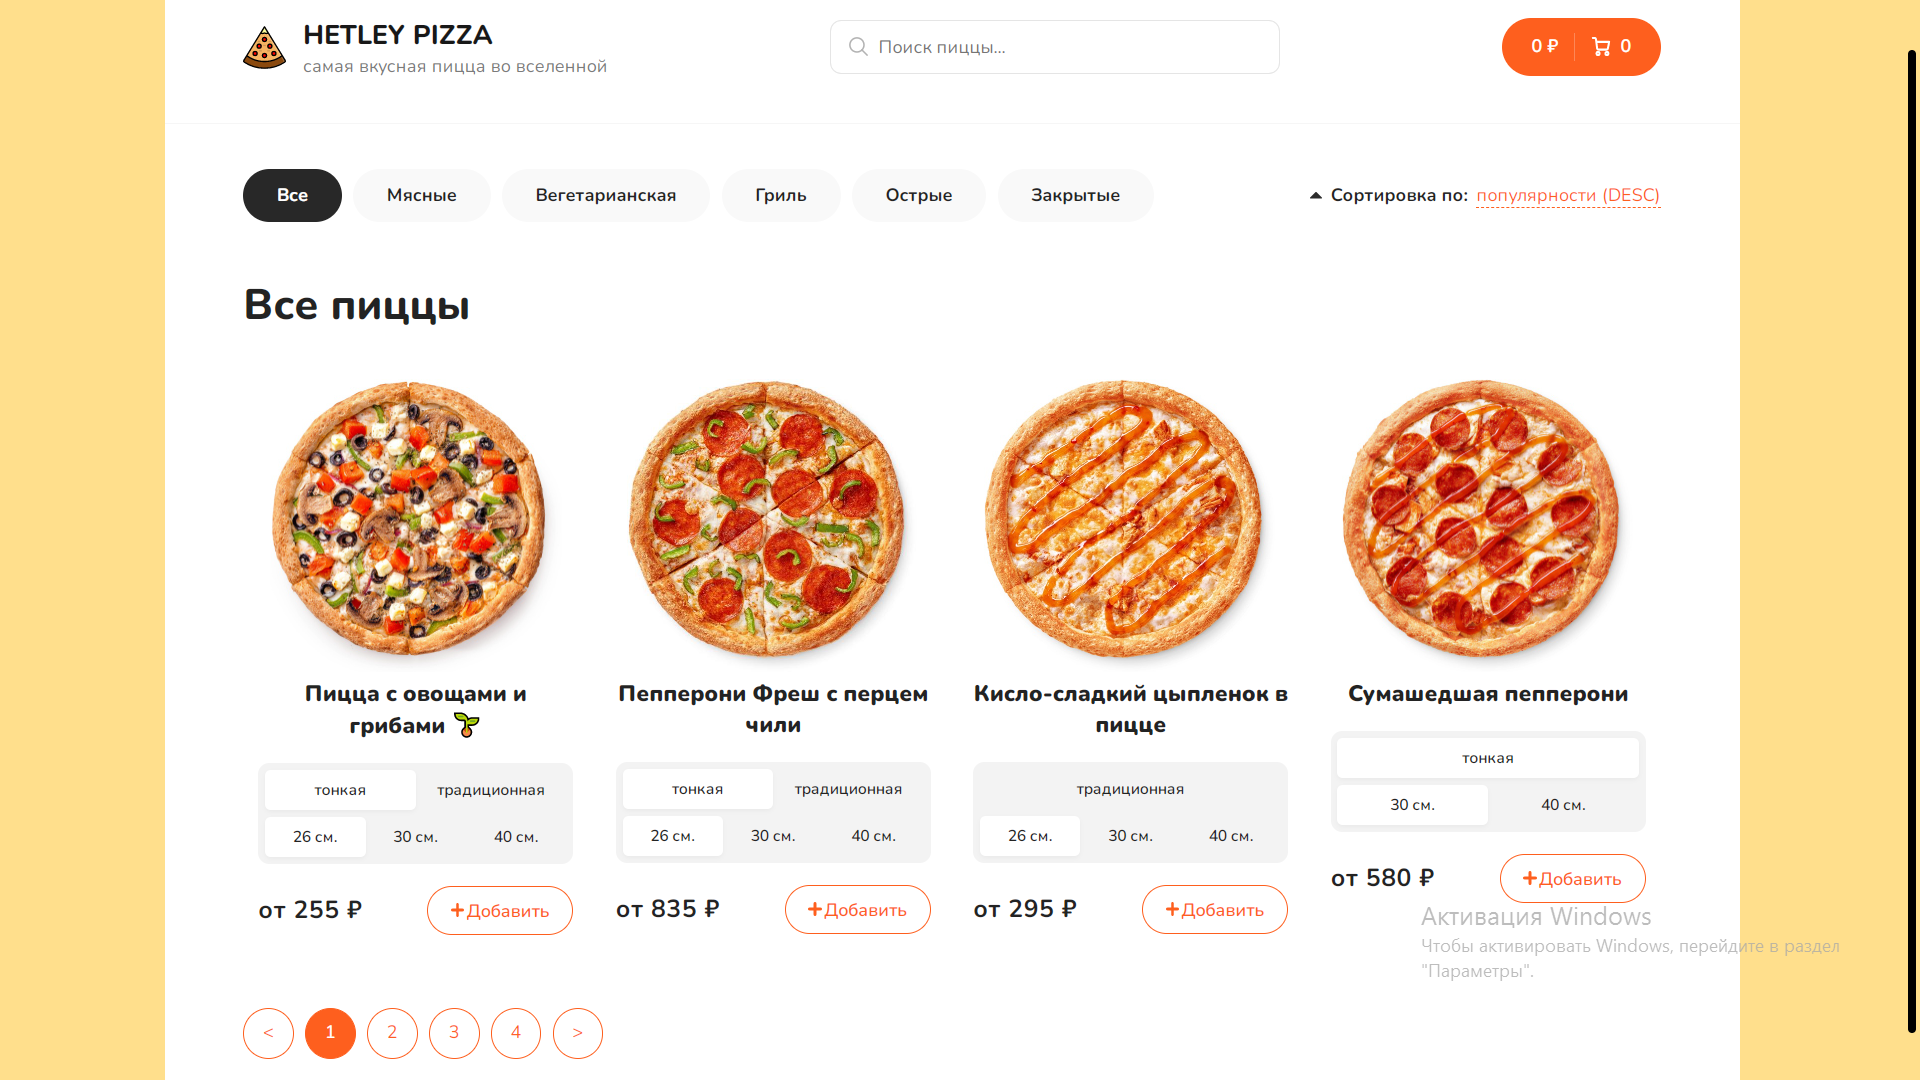 HETLEY PIZZA
самая вкусная пицца во вселенной
Поиск пиццы...
0 ₽ 0
Все Мясные Вегетарианская Гриль Острые Закрытые
Сортировка по: популярности (DESC)
Все пиццы
Пицца с овощами и
грибами 🌱
тонкая традиционная
26 см. 30 см. 40 см.
от 255 ₽ +Добавить
Пепперони Фреш с перцем
чили
тонкая традиционная
26 см. 30 см. 40 см.
от 835 ₽ +Добавить
Кисло-сладкий цыпленок в
пицце
традиционная
26 см. 30 см. 40 см.
от 295 ₽ +Добавить
Сумашедшая пепперони
тонкая
30 см. 40 см.
от 580 ₽ +Добавить
Активация Windows
Чтобы активировать Windows, перейдите в раздел
"Параметры".
< 1 2 3 4 >